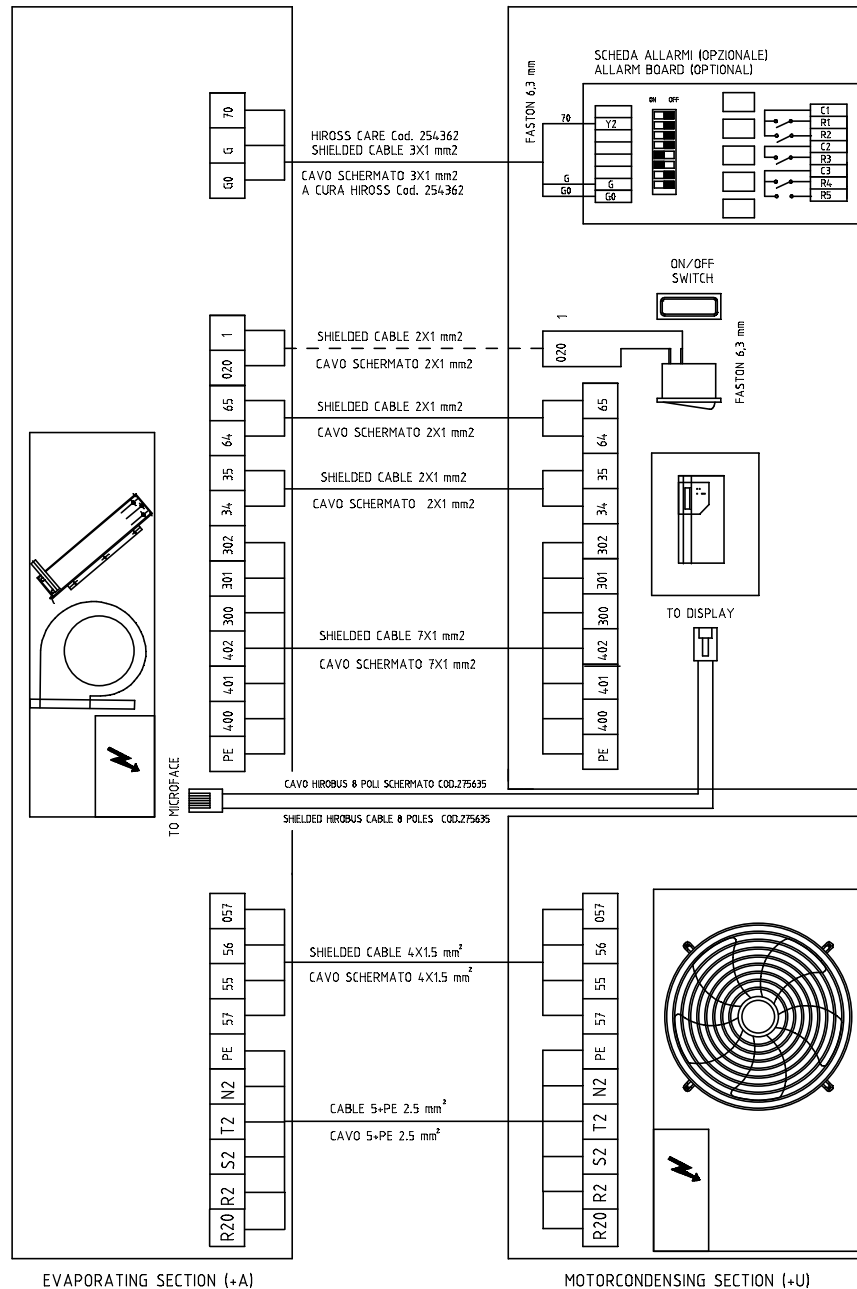 SCHEDA ALLARMI (OPZIONALE)
ALLARM BOARD (OPTIONAL)
FASTON 6,3 mm
ON OFF
70
G
G0
HIROSS CARE Cod. 254362
SHIELDED CABLE 3X1 mm2
CAVO SCHERMATO 3X1 mm2
A CURA HIROSS Cod. 254362
70
G
G0
Y2
G
G0
C1
R1
R2
C2
R3
C3
R4
R5
ON/OFF
SWITCH
FASTON 6,3 mm
1
020
SHIELDED CABLE 2X1 mm2
CAVO SCHERMATO 2X1 mm2
1
020
65
64
SHIELDED CABLE 2X1 mm2
CAVO SCHERMATO 2X1 mm2
65
64
35
34
SHIELDED CABLE 2X1 mm2
CAVO SCHERMATO 2X1 mm2
35
34
302
301
300
402
401
400
PE
SHIELDED CABLE 7X1 mm2
CAVO SCHERMATO 7X1 mm2
302
301
300
402
401
400
PE
TO DISPLAY
TO MICROFACE
CAVO HIROBUS 8 POLI SCHERMATO COD.275635
SHIELDED HIROBUS CABLE 8 POLES COD.275635
057
56
55
57
SHIELDED CABLE 4X1.5 mm²
CAVO SCHERMATO 4X1.5 mm²
057
56
55
57
PE
N2
T2
S2
R2
R20
CABLE 5+PE 2.5 mm²
CAVO 5+PE 2.5 mm²
PE
N2
T2
S2
R2
R20
EVAPORATING SECTION (+A)
MOTORCONDENSING SECTION (+U)